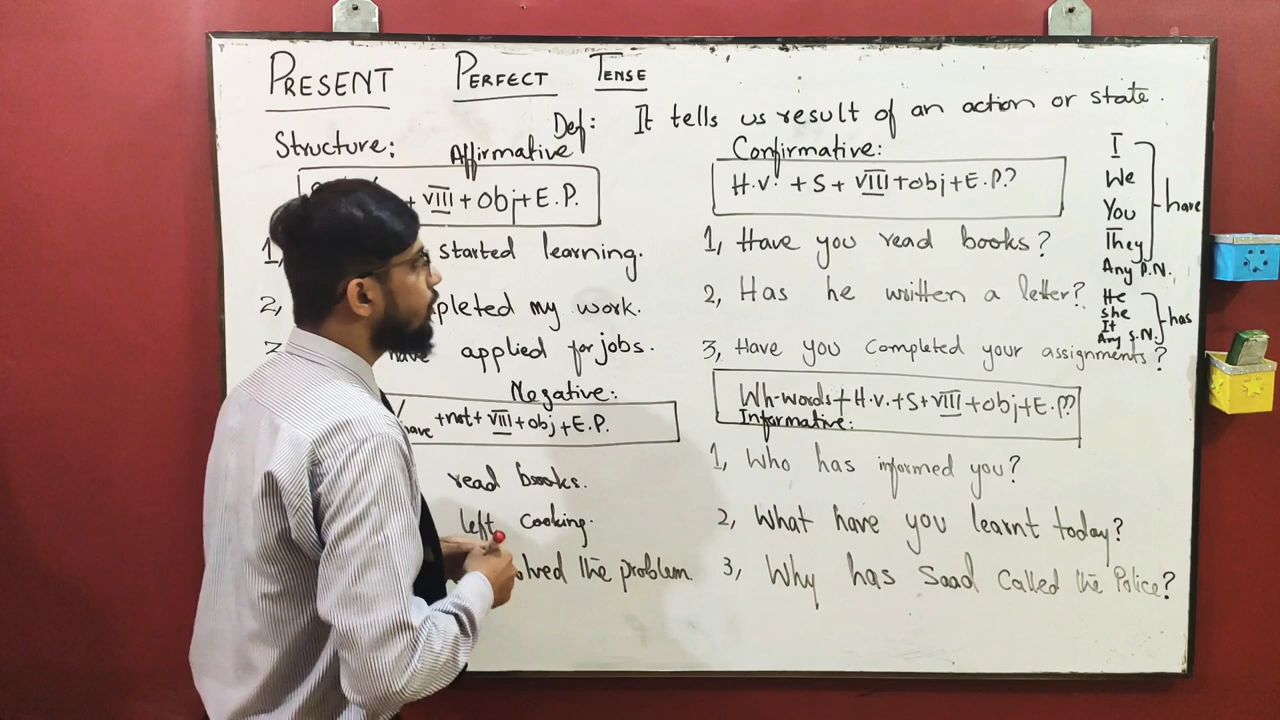 PRESENT PERFECT TENSE
Def: It tells us result of an action or state.
Structure:
Affirmative
+ VIII + Obj + E.P.
1, started learning.
2, pleted my work.
3, have applied for jobs.
Negative:
have +not+ VIII + obj + E.P.
read books.
left cooking.
olved the problem.
Confirmative:
H.v. + S + VIII + obj + E.P.?
1, Have you read books?
2, Has he written a letter?
3, Have you completed your assignments?
Wh-words + H.v. + S + VIII + obj + E.P.?
Informative:
1, Who has informed you?
2, What have you learnt today?
3, Why has Saad called the Police?
I
We
You
They
Any P.N.
have
He
She
It
Any S.N.
has